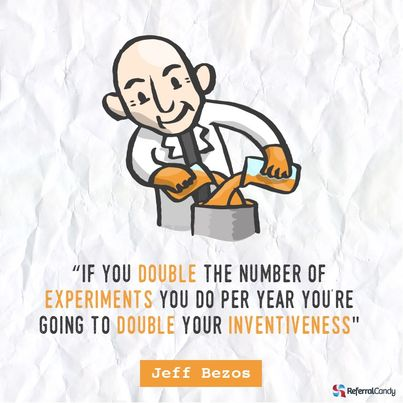 “IF YOU DOUBLE THE NUMBER OF
EXPERIMENTS YOU DO PER YEAR YOU'RE
GOING TO DOUBLE YOUR INVENTIVENESS"
Jeff Bezos
ReferralCandy